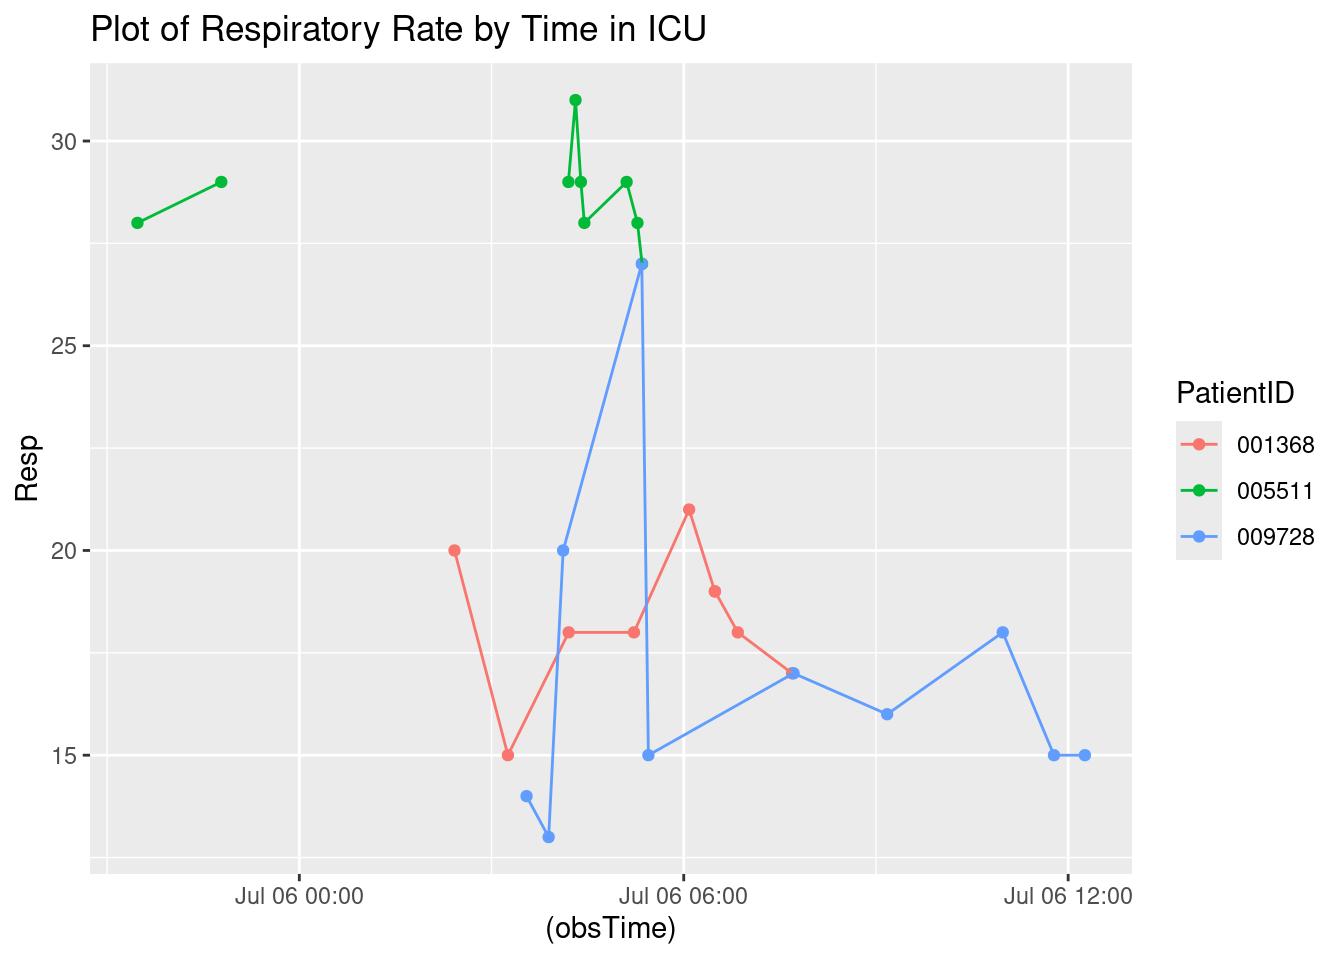 Plot of Respiratory Rate by Time in ICU
30
25
20
15
Resp
Jul 06 00:00
Jul 06 06:00
Jul 06 12:00
(obsTime)
PatientID
001368
005511
009728